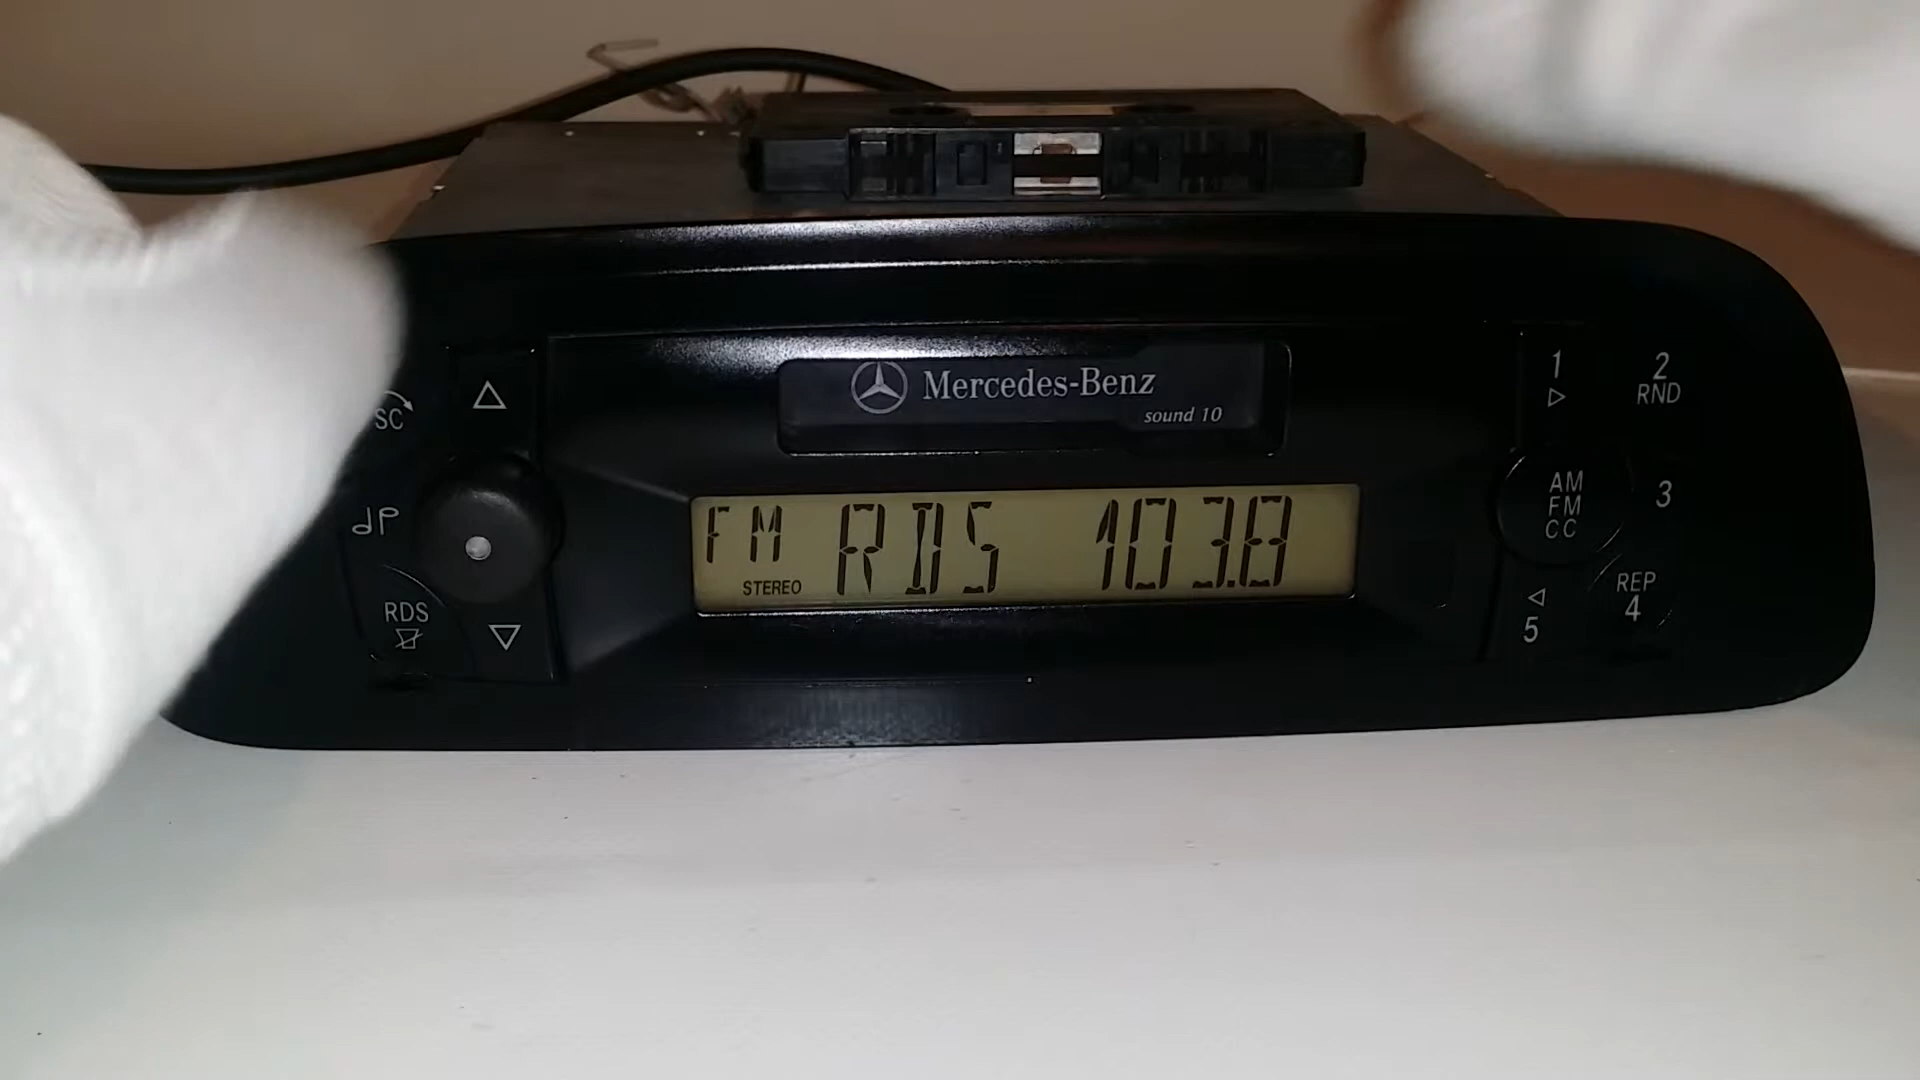 Mercedes-Benz
sound 10
SC
RDS
FM RDS 103.8
STEREO
1
2
RND
AM
FM
CC
3
REP
4
5